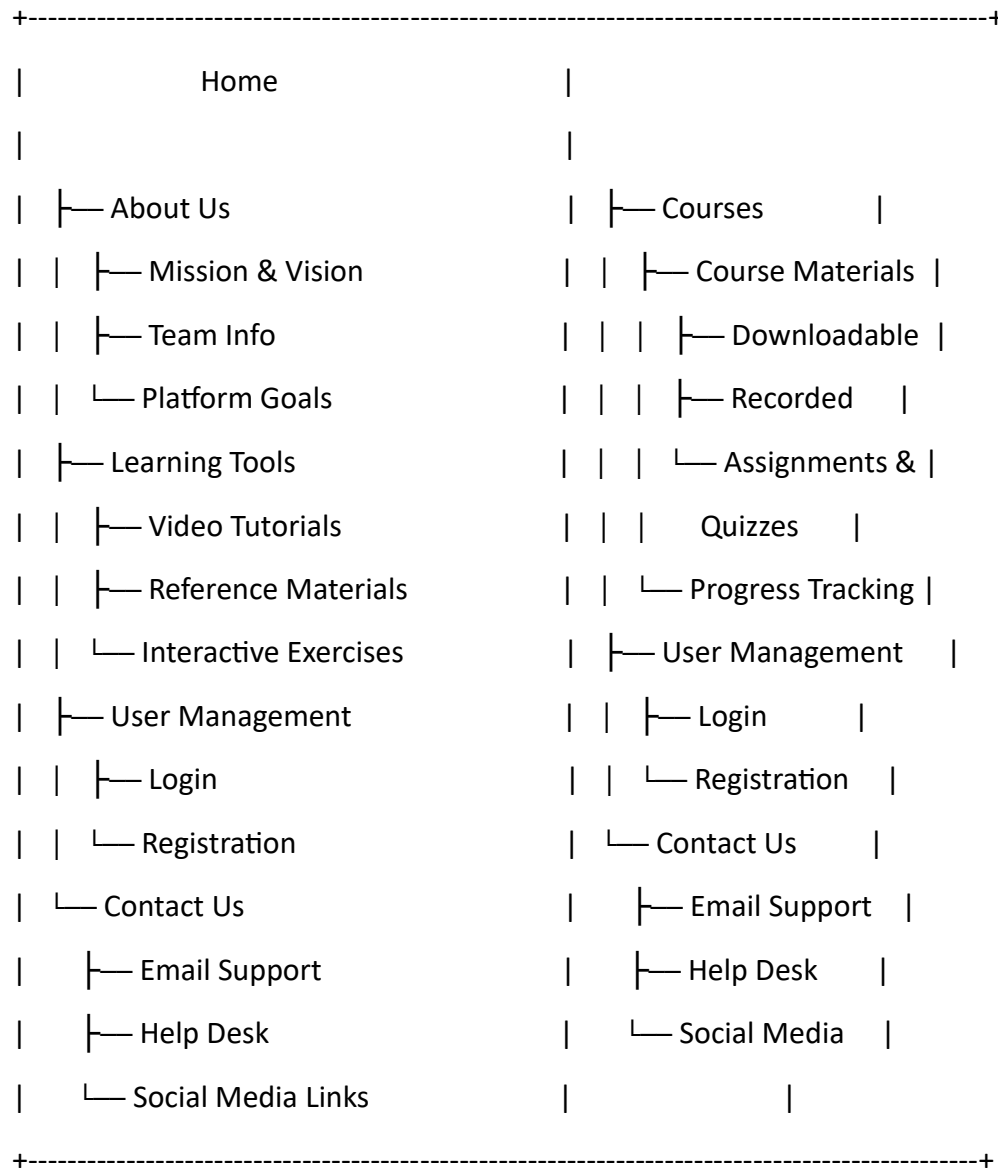 +---------------------------------------------------------------------------------------------------+
| Home |
| |
| ├── About Us | ├── Courses |
| │ ├── Mission & Vision | │ ├── Course Materials |
| │ ├── Team Info | │ │ ├── Downloadable |
| │ └── Platform Goals | │ │ ├── Recorded |
| ├── Learning Tools | │ │ └── Assignments & |
| │ ├── Video Tutorials | │ │ Quizzes |
| │ ├── Reference Materials | │ └── Progress Tracking |
| │ └── Interactive Exercises | ├── User Management |
| ├── User Management | │ ├── Login |
| │ ├── Login | │ └── Registration |
| │ └── Registration | └── Contact Us |
| └── Contact Us | ├── Email Support |
| ├── Email Support | ├── Help Desk |
| ├── Help Desk | └── Social Media |
| └── Social Media Links | |
+--------------------------------------------------------------------------------------------------+